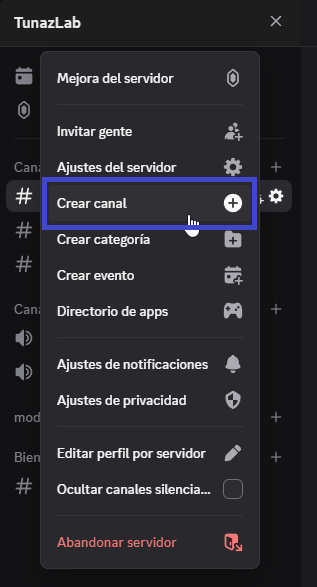 TunazLab
Mejora del servidor
Invitar gente
Cana
Ajustes del servidor
Crear canal
Crear categoría
Crear evento
Cana
Directorio de apps
Ajustes de notificaciones
Ajustes de privacidad
mod
Editar perfil por servidor
Bien
Ocultar canales silencia...
Abandonar servidor